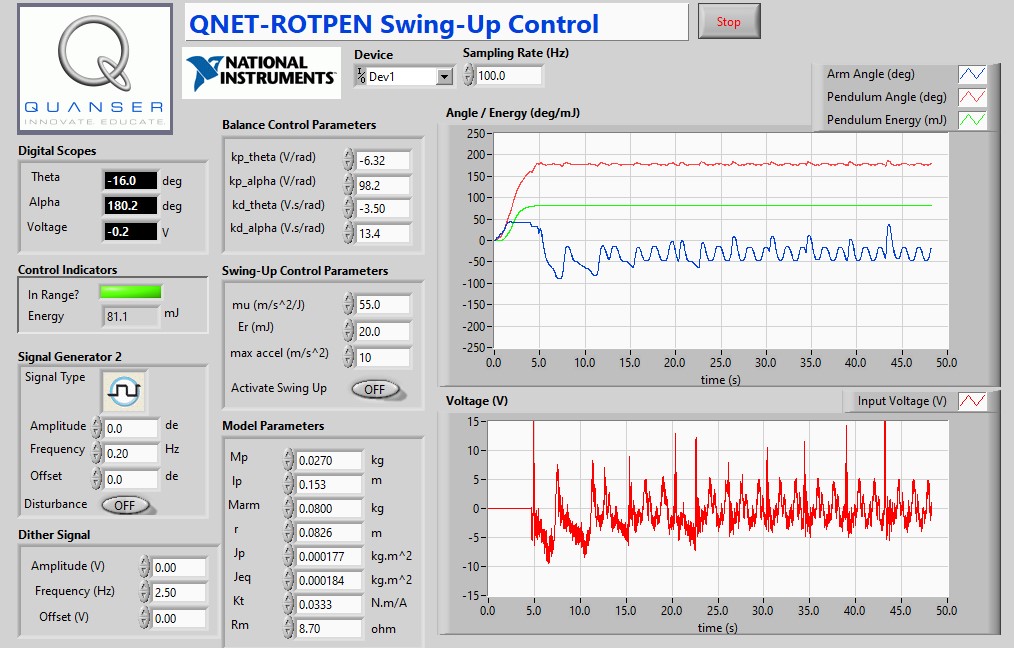 QNET-ROTPEN Swing-Up Control
Stop
QUANSER
INNOVATE. EDUCATE.
NATIONAL
INSTRUMENTS
Device
I/O Dev1
Sampling Rate (Hz)
100.0
Digital Scopes
Theta -16.0 deg
Alpha 180.2 deg
Voltage -0.2 V
Control Indicators
In Range?
Energy 81.1 mJ
Signal Generator 2
Signal Type
Amplitude 0.0 de
Frequency 0.20 Hz
Offset 0.0 de
Disturbance OFF
Dither Signal
Amplitude (V) 0.00
Frequency (Hz) 2.50
Offset (V) 0.00
Balance Control Parameters
kp_theta (V/rad) -6.32
kp_alpha (V/rad) 98.2
kd_theta (V.s/rad) -3.50
kd_alpha (V.s/rad) 13.4
Swing-Up Control Parameters
mu (m/s^2/J) 55.0
Er (mJ) 20.0
max accel (m/s^2) 10
Activate Swing Up OFF
Model Parameters
Mp 0.0270 kg
lp 0.153 m
Marm 0.0800 kg
r 0.0826 m
Jp 0.000177 kg.m^2
Jeq 0.000184 kg.m^2
Kt 0.0333 N.m/A
Rm 8.70 ohm
Arm Angle (deg)
Pendulum Angle (deg)
Pendulum Energy (mJ)
Angle / Energy (deg/mJ)
250
200
150
100
50
0
-50
-100
-150
-200
-250
0.0 5.0 10.0 15.0 20.0 25.0 30.0 35.0 40.0 45.0 50.0
time (s)
Voltage (V)
Input Voltage (V)
15
10
5
0
-5
-10
-15
0.0 5.0 10.0 15.0 20.0 25.0 30.0 35.0 40.0 45.0 50.0
time (s)